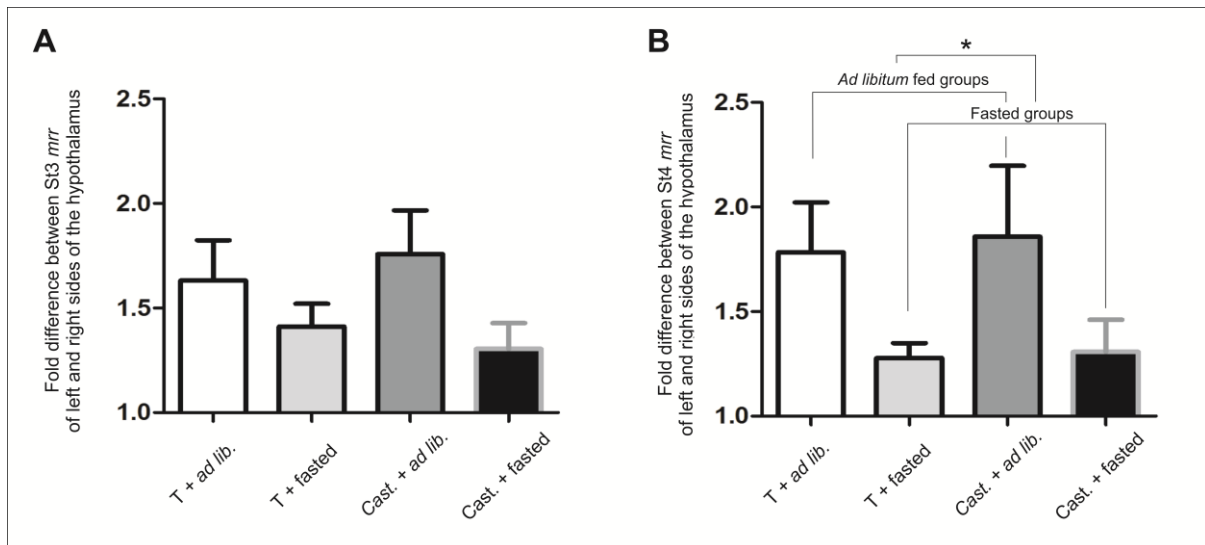 A
Fold difference between St3 mrr
of left and right sides of the hypothalamus
2.5
2.0
1.5
1.0
T + ad lib.
T + fasted
Cast. + ad lib.
Cast. + fasted
B
*
Ad libitum fed groups
Fasted groups
Fold difference between St4 mrr
of left and right sides of the hypothalamus
2.5
2.0
1.5
1.0
T + ad lib.
T + fasted
Cast. + ad lib.
Cast. + fasted